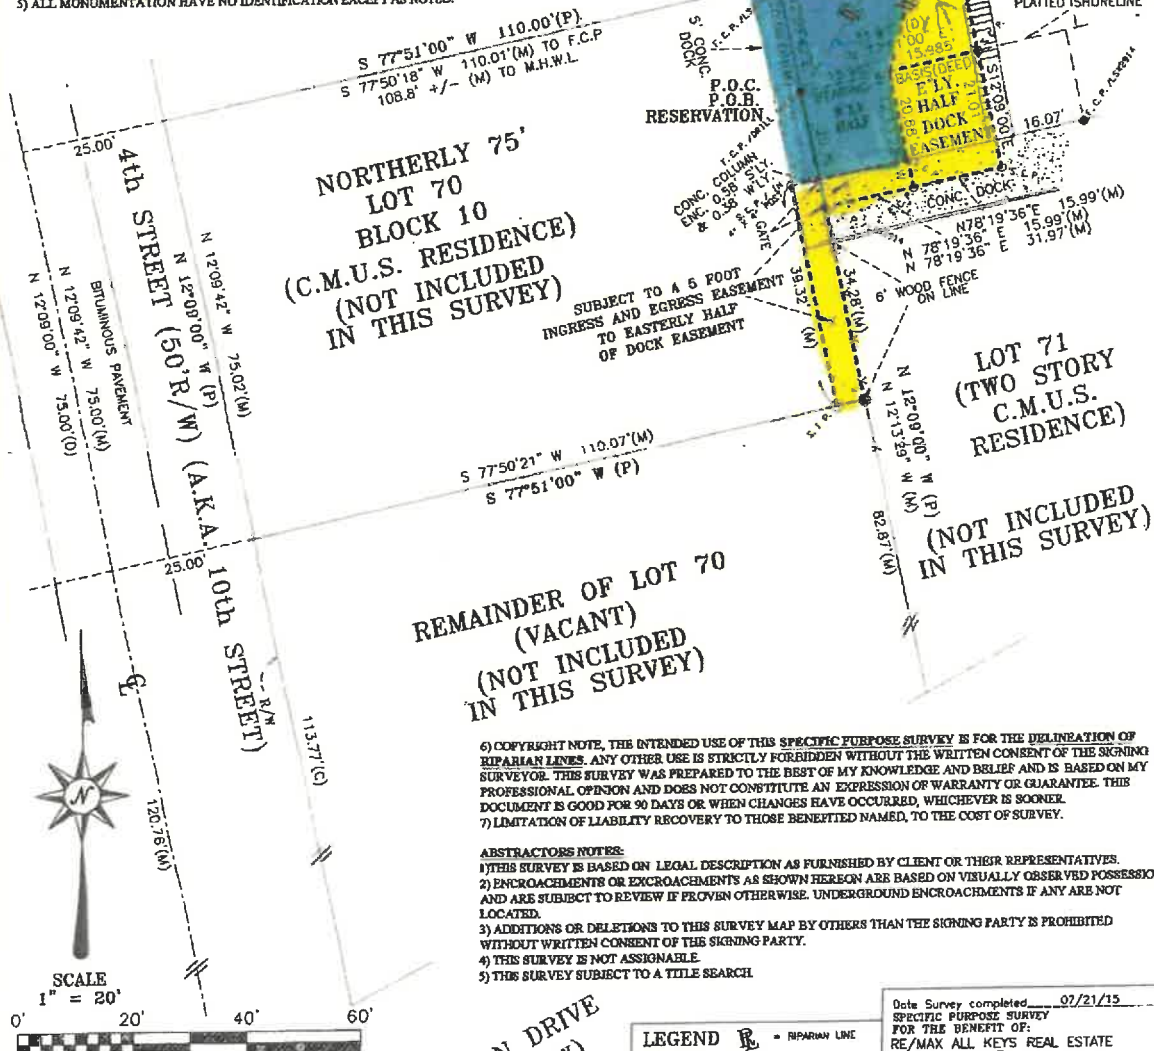 5) ALL MONUMENTATION HAVE NO IDENTIFICATION EXCEPT AS NOTED.
S 77°51'00" W 110.00'(P)
S 77°50'18" W 110.01'(M) TO F.C.P
108.8' +/- (M) TO M.H.W.L
5' CONC. DOCK
P.O.C.
P.O.B.
RESERVATION
PLATTED SHORELINE
15.985'
BASIS(DEED)
E'LY
HALF
DOCK
EASEMENT
S12°09'00"E
16.07'
CONC. DOCK
N78°19'36"E 15.99'(M)
N 78°19'36" E 15.99'(M)
N 78°19'36" E 31.97'(M)
CONC. COLUMN
ENC. 0.58' S'LY
& 0.38' W'LY
GATE
25.00'
4th STREET (50'R/W) (A.K.A. 10th STREET)
NORTHERLY 75'
LOT 70
BLOCK 10
(C.M.U.S. RESIDENCE)
(NOT INCLUDED
IN THIS SURVEY)
N 12°09'42" W 75.02'(M)
N 12°09'00" W (P)
BITUMINOUS PAVEMENT
N 12°09'42" W 75.00'(M)
N 12°09'00" W 75.00'(D)
SUBJECT TO A 5 FOOT
INGRESS AND EGRESS EASEMENT
TO EASTERLY HALF
OF DOCK EASEMENT
39.32' (M)
34.28'(M)
6' WOOD FENCE
ON LINE
LOT 71
(TWO STORY
C.M.U.S.
RESIDENCE)
N 12°09'00" W (P)
N 12°13'29" W (M)
S 77°50'21" W 110.07'(M)
S 77°51'00" W (P)
S.I.P.
82.87'(M)
(NOT INCLUDED
IN THIS SURVEY)
25.00'
REMAINDER OF LOT 70
(VACANT)
(NOT INCLUDED
IN THIS SURVEY)
R/W
113.77'(C)
120.76'(M)
N
6) COPYRIGHT NOTE, THE INTENDED USE OF THIS SPECIFIC PURPOSE SURVEY IS FOR THE DELINEATION OF
RIPARIAN LINES. ANY OTHER USE IS STRICTLY FORBIDDEN WITHOUT THE WRITTEN CONSENT OF THE SIGNING
SURVEYOR. THIS SURVEY WAS PREPARED TO THE BEST OF MY KNOWLEDGE AND BELIEF AND IS BASED ON MY
PROFESSIONAL OPINION AND DOES NOT CONSTITUTE AN EXPRESSION OF WARRANTY OR GUARANTEE. THIS
DOCUMENT IS GOOD FOR 90 DAYS OR WHEN CHANGES HAVE OCCURRED, WHICHEVER IS SOONER.
7) LIMITATION OF LIABILITY RECOVERY TO THOSE BENEFITED NAMED, TO THE COST OF SURVEY.
ABSTRACTORS NOTES:
1)THIS SURVEY IS BASED ON LEGAL DESCRIPTION AS FURNISHED BY CLIENT OR THEIR REPRESENTATIVES.
2) ENCROACHMENTS OR EXCROACHMENTS AS SHOWN HEREON ARE BASED ON VISUALLY OBSERVED POSSESSIO
AND ARE SUBJECT TO REVIEW IF PROVEN OTHERWISE. UNDERGROUND ENCROACHMENTS IF ANY ARE NOT
LOCATED.
3) ADDITIONS OR DELETIONS TO THIS SURVEY MAP BY OTHERS THAN THE SIGNING PARTY IS PROHIBITED
WITHOUT WRITTEN CONSENT OF THE SIGNING PARTY.
4) THIS SURVEY IS NOT ASSIGNABLE.
5) THIS SURVEY SUBJECT TO A TITLE SEARCH.
SCALE
1" = 20'
0' 20' 40' 60'
DRIVE
LEGEND
= RIPARIAN LINE
Date Survey completed 07/21/15
SPECIFIC PURPOSE SURVEY
FOR THE BENEFIT OF:
RE/MAX ALL KEYS REAL ESTATE